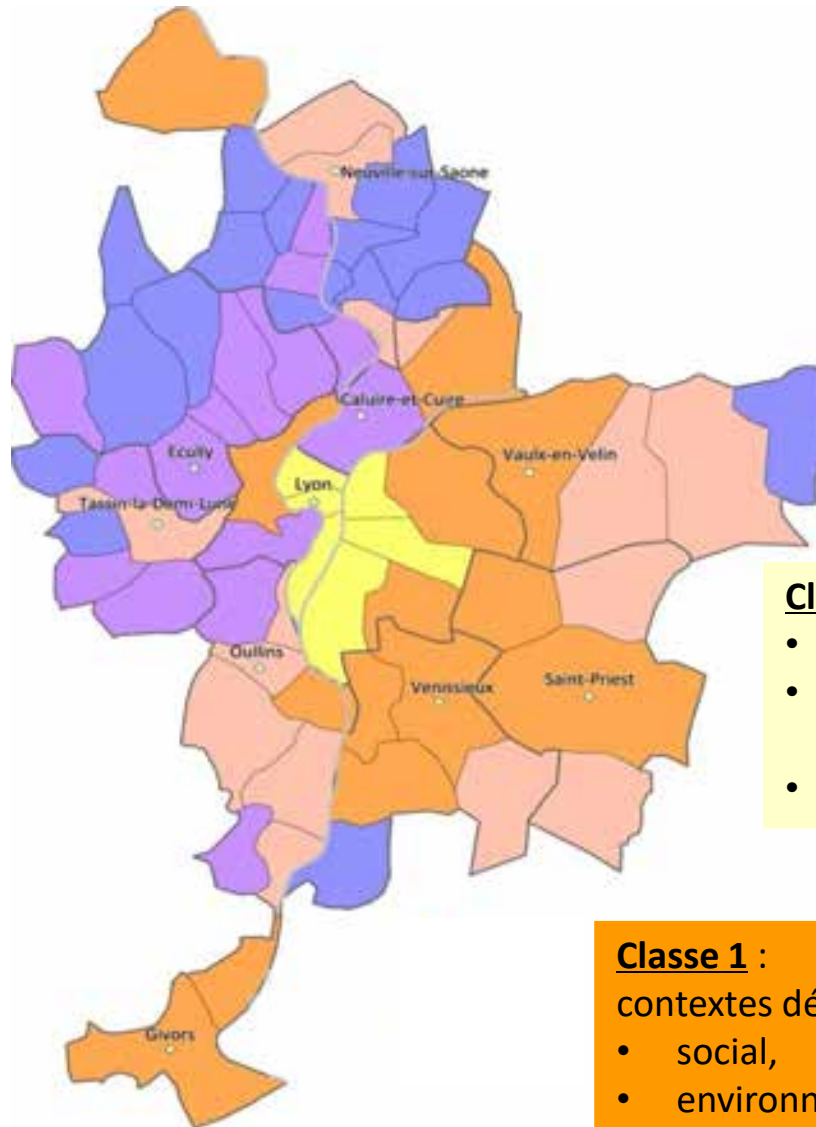 Neuville-sur-Saone
Caluire-et-Cuire
Ecully
Vaulx-en-Velin
Lyon
Tassin-la-Demi-Lune
Cl
•
•
•
Oullins
Venissieux
Saint-Priest
Classe 1 :
contextes dé
• social,
• environn
Givors